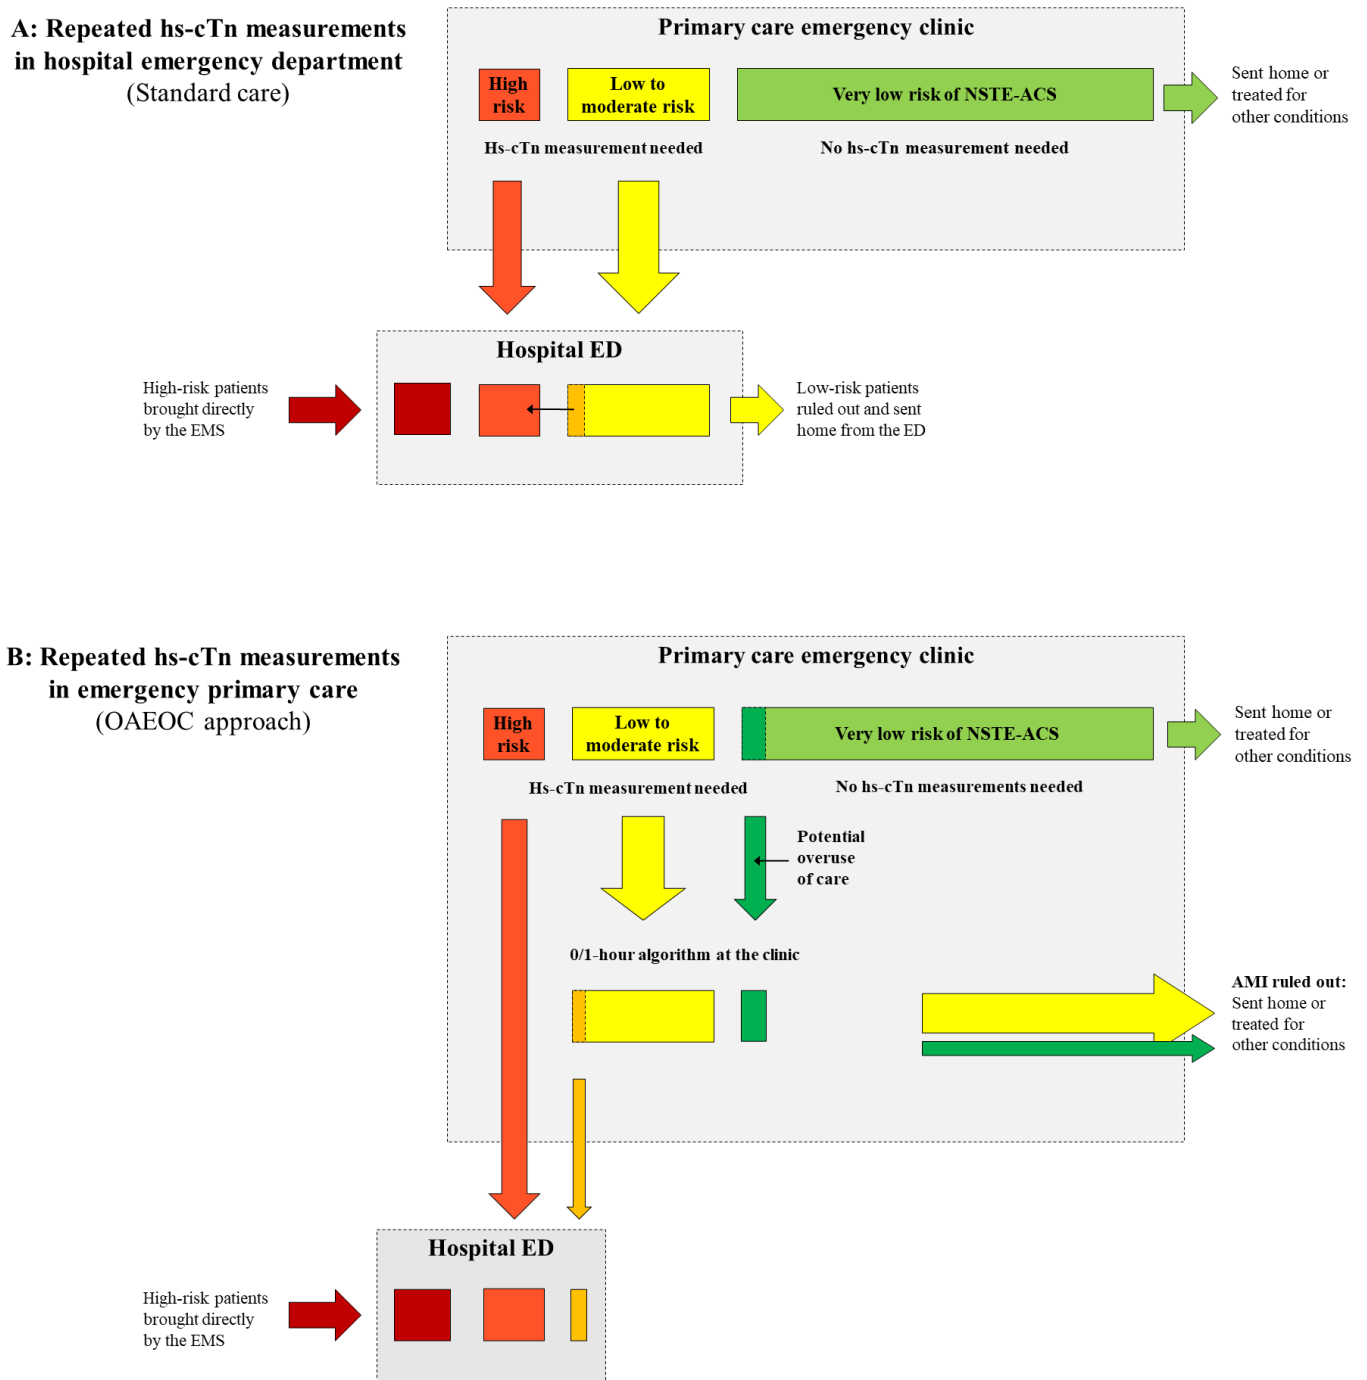 A: Repeated hs-cTn measurements
in hospital emergency department
(Standard care)
Primary care emergency clinic
High
risk
Low to
moderate risk
Very low risk of NSTE-ACS
Sent home or
treated for
other conditions
Hs-cTn measurement needed
No hs-cTn measurement needed
Hospital ED
High-risk patients
brought directly
by the EMS
Low-risk patients
ruled out and sent
home from the ED
B: Repeated hs-cTn measurements
in emergency primary care
(OAEOC approach)
Primary care emergency clinic
High
risk
Low to
moderate risk
Very low risk of NSTE-ACS
Sent home or
treated for
other conditions
Hs-cTn measurement needed
No hs-cTn measurements needed
Potential
overuse
of care
0/1-hour algorithm at the clinic
AMI ruled out:
Sent home or
treated for
other conditions
Hospital ED
High-risk patients
brought directly
by the EMS